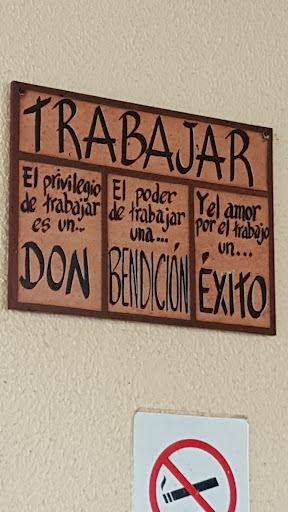 TRABAJAR
El privilegio
de trabajar
es un...
DON
El poder
de trabajar
una....
BENDICIÓN
Y el amor
por el trabajo
un...
ÉXITO